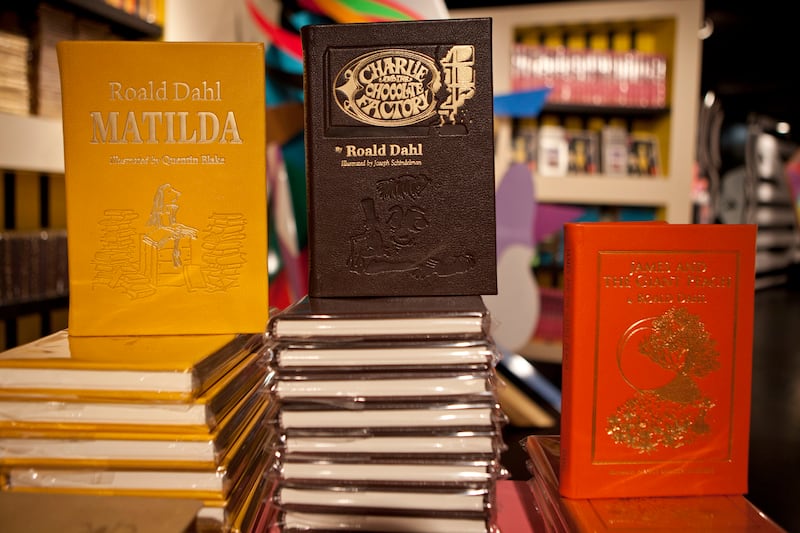 Roald Dahl
MATILDA
Illustrated by Quentin Blake
CHARLIE
AND THE
CHOCOLATE
FACTORY
By Roald Dahl
Illustrated by Joseph Schindelman
JAMES AND
THE GIANT PEACH
ROALD DAHL